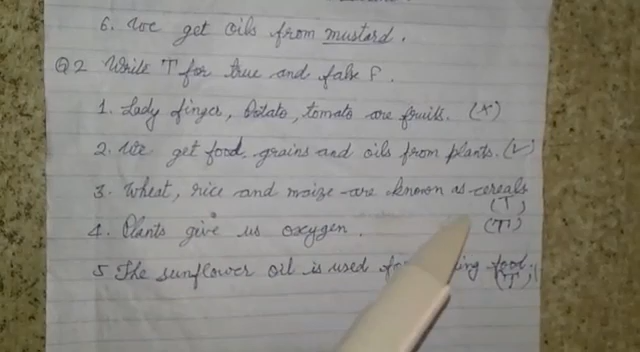 6. We get oils from mustard.
Q2 Write T for true and false F.
1. Lady finger, Potato, tomato are fruits. (×)
2. We get food, grains and oils from plants. (✓)
3. Wheat, rice and maize are known as cereals
(T)
4. Plants give us oxygen. (T)
5 The sunflower oil is used food. (T)